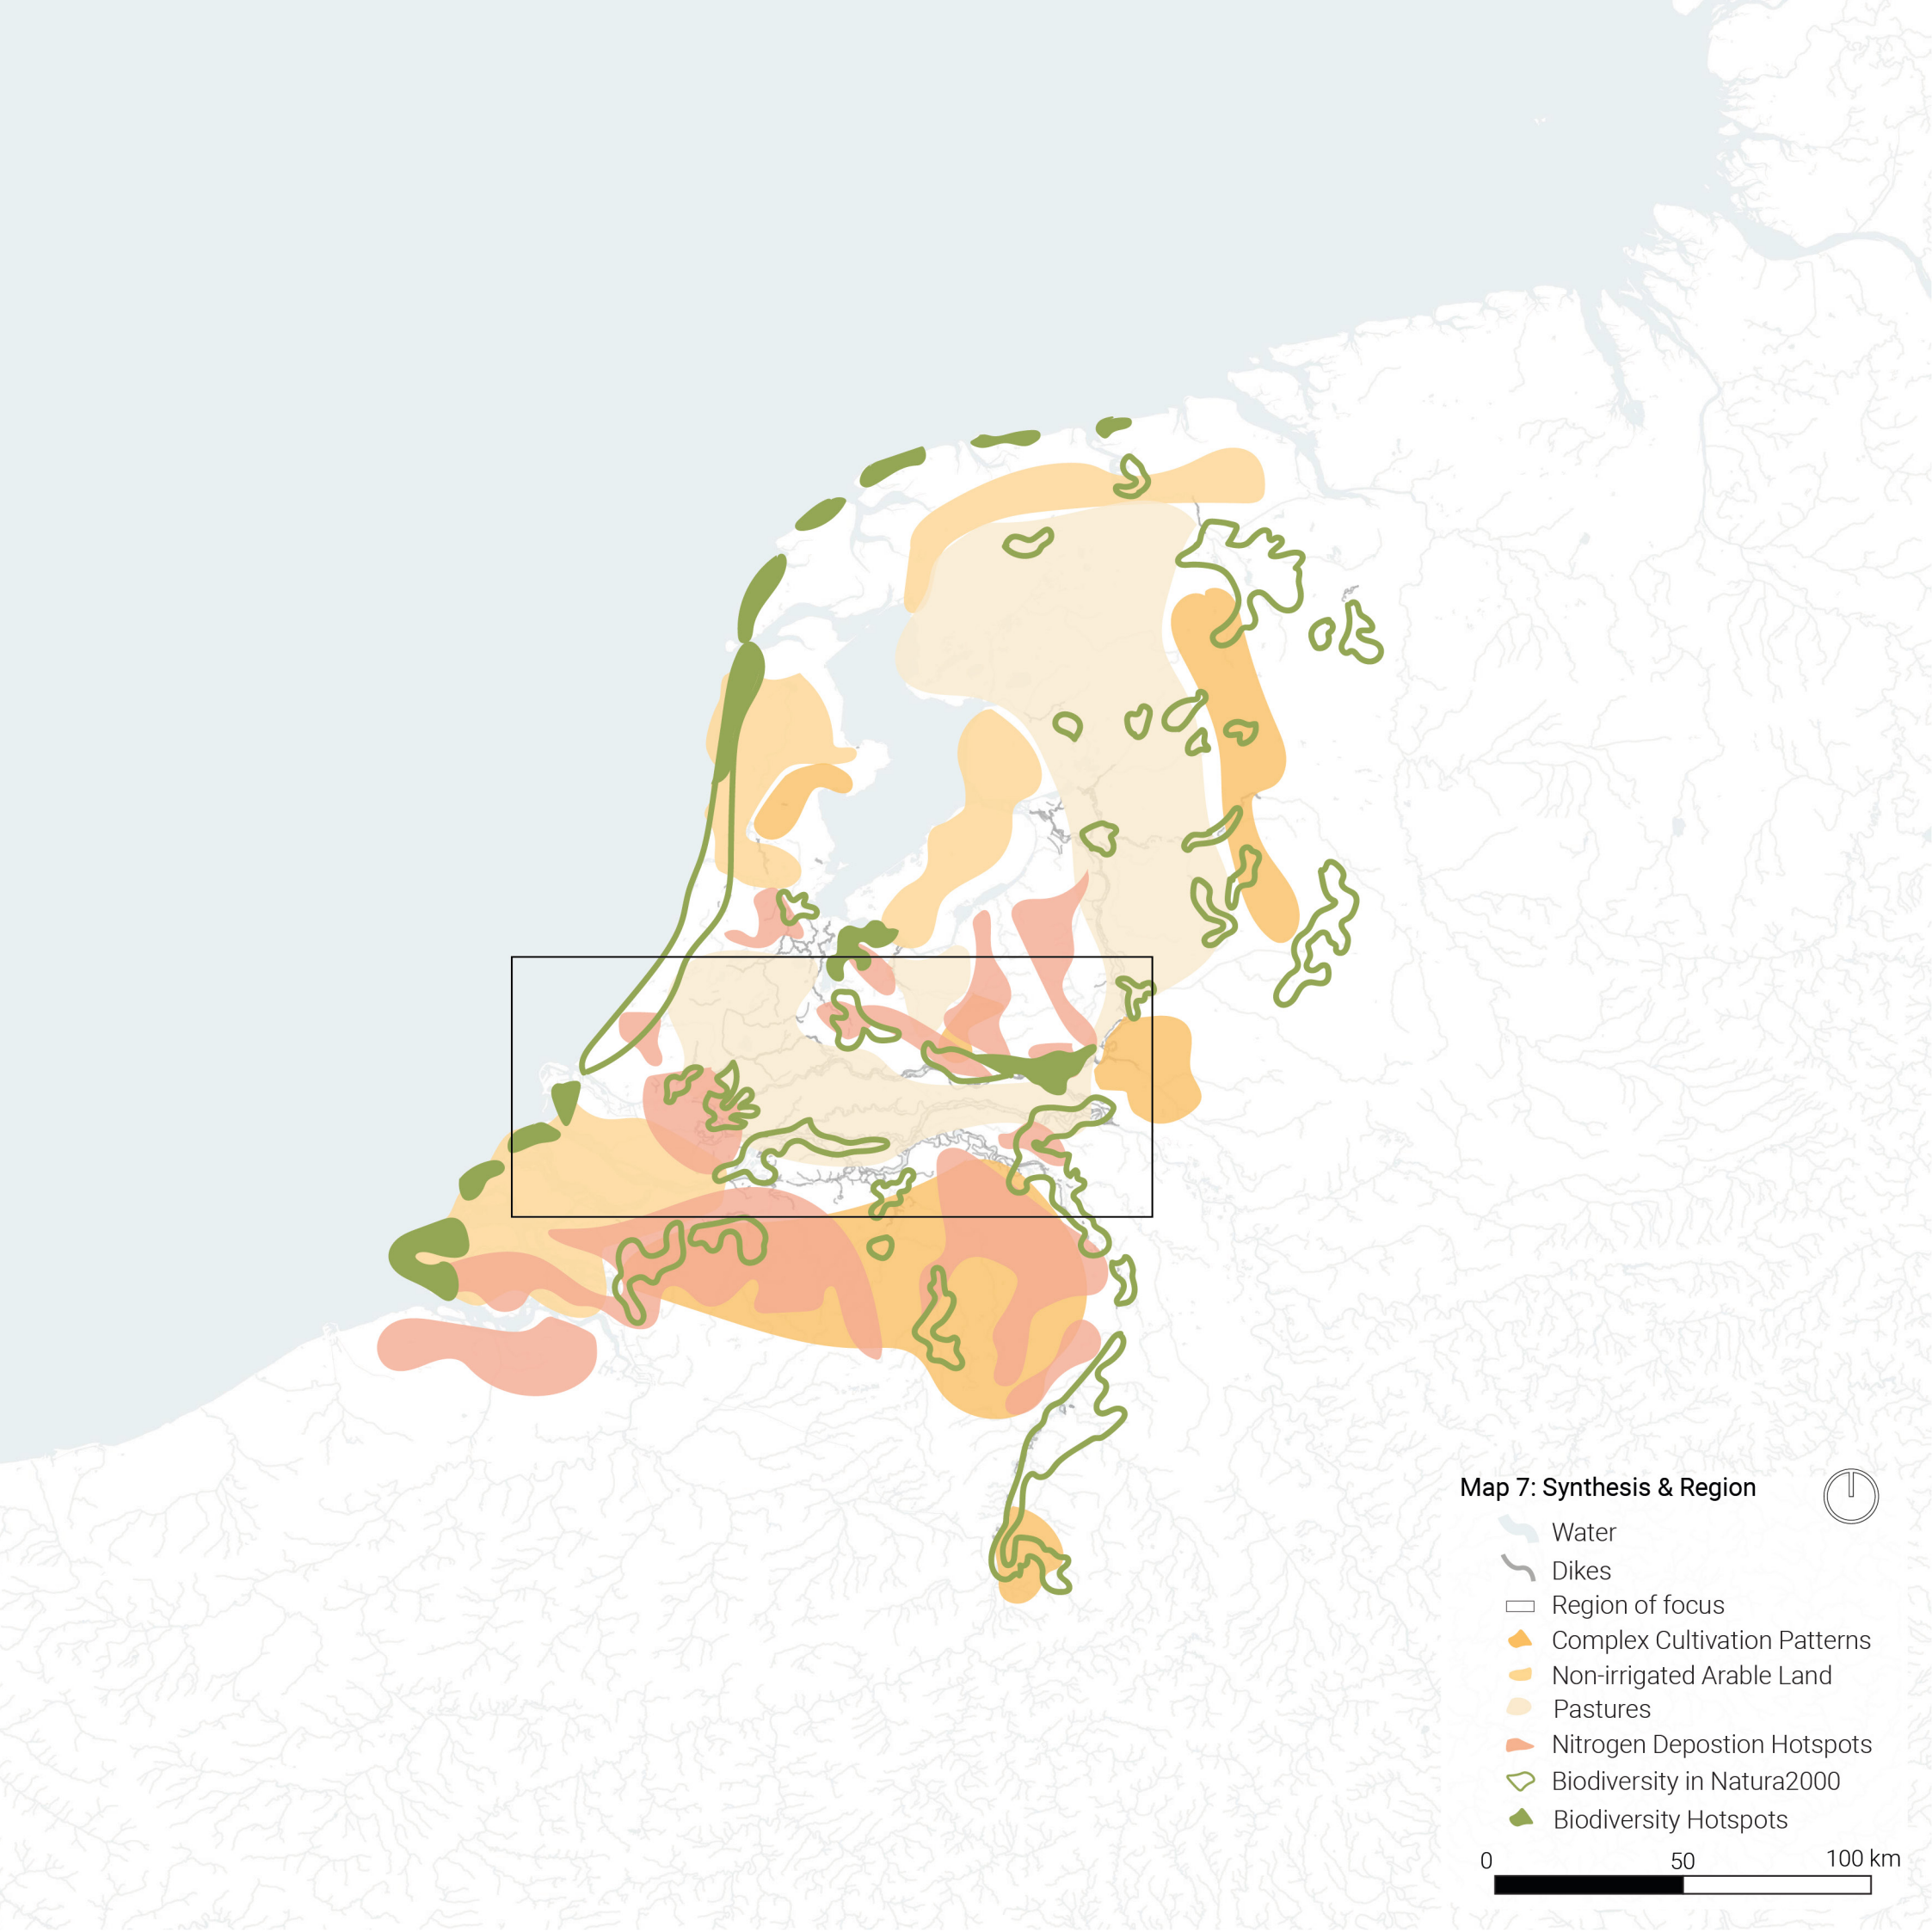 Map 7: Synthesis & Region
Water
Dikes
Region of focus
Complex Cultivation Patterns
Non-irrigated Arable Land
Pastures
Nitrogen Depostion Hotspots
Biodiversity in Natura2000
Biodiversity Hotspots
0 50 100 km